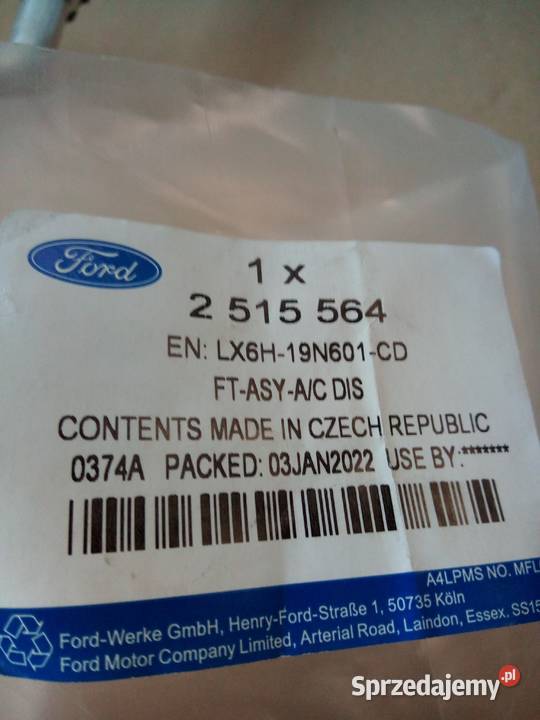 Ford
1 x
2 515 564
EN: LX6H-19N601-CD
FT-ASY-A/C DIS
CONTENTS MADE IN CZECH REPUBLIC
0374A PACKED: 03JAN2022 USE BY:*******
A4LPMS NO. MFL
Ford-Werke GmbH, Henry-Ford-Straße 1, 50735 Köln
Ford Motor Company Limited, Arterial Road, Laindon, Essex. SS15
Sprzedajemy.pl